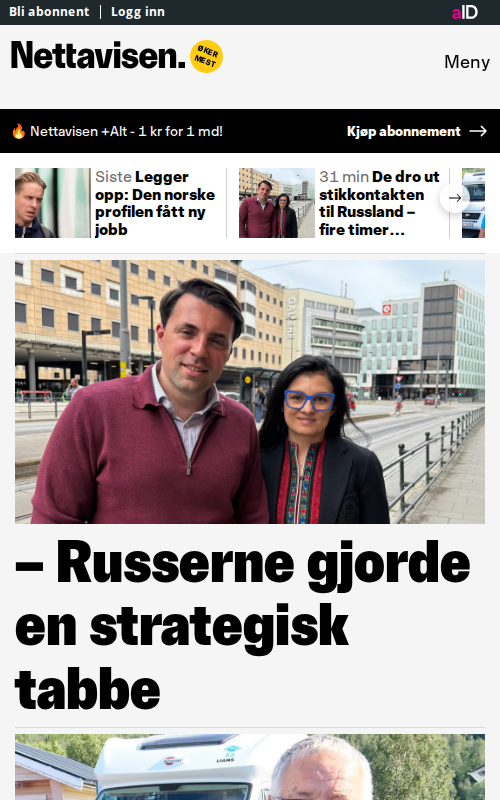 Bli abonnent | Logg inn
aID
Nettavisen.
ØKER
MEST
Meny
🔥 Nettavisen +Alt - 1 kr for 1 md!
Kjøp abonnement →
Siste Legger
opp: Den norske
profilen fått ny
jobb
31 min De dro ut
stikkontakten
til Russland –
fire timer...
– Russerne gjorde
en strategisk
tabbe